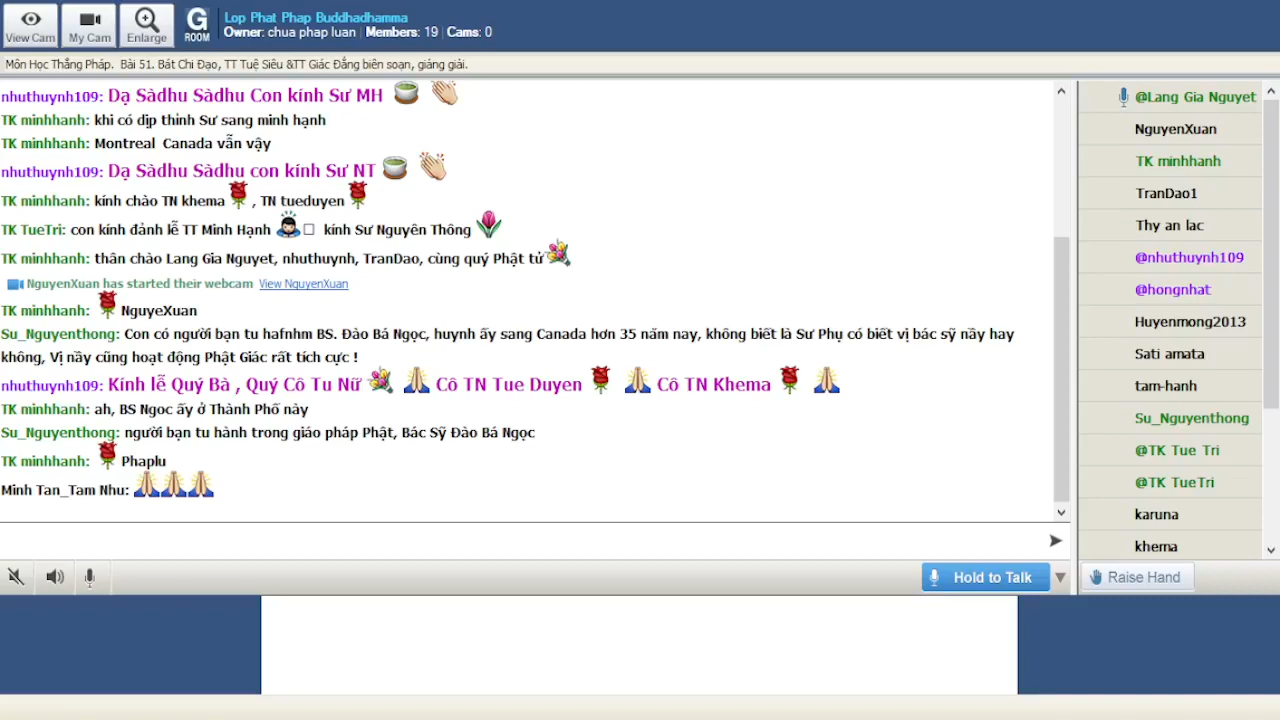 View Cam
My Cam
Enlarge
G ROOM
Lop Phat Phap Buddhadhamma
Owner: chua phap luan | Members: 19 | Cams: 0
Môn Học Thắng Pháp. Bài 51. Bát Chi Đạo, TT Tuệ Siêu &TT Giác Đẳng biên soạn, giảng giải.
nhuthuynh109: Dạ Sàdhu Sàdhu Con kính Sư MH
TK minhhanh: khi có dịp thỉnh Sư sang minh hạnh
TK minhhanh: Montreal Canada vẫn vậy
nhuthuynh109: Dạ Sàdhu Sàdhu con kính Sư NT
TK minhhanh: kính chào TN khema , TN tueduyen
TK TueTri: con kính đảnh lễ TT Minh Hạnh kính Sư Nguyên Thông
TK minhhanh: thân chào Lang Gia Nguyet, nhuthuynh, TranDao, cùng quý Phật tử
NguyenXuan has started their webcam View NguyenXuan
TK minhhanh: NguyeXuan
Su_Nguyenthong: Con có người bạn tu hafnhm BS. Đào Bá Ngọc, huynh ấy sang Canada hơn 35 năm nay, không biết là Sư Phụ có biết vị bác sỹ nầy hay
không, Vị nầy cũng hoạt động Phật Giác rất tích cực !
nhuthuynh109: Kính lễ Quý Bà , Quý Cô Tu Nữ Cô TN Tue Duyen Cô TN Khema
TK minhhanh: ah, BS Ngoc ấy ở Thành Phố này
Su_Nguyenthong: người bạn tu hành trong giáo pháp Phật, Bác Sỹ Đào Bá Ngọc
TK minhhanh: Phaplu
Minh Tan_Tam Nhu:
Hold to Talk
@Lang Gia Nguyet
NguyenXuan
TK minhhanh
TranDao1
Thy an lac
@nhuthuynh109
@hongnhat
Huyenmong2013
Sati amata
tam-hanh
Su_Nguyenthong
@TK Tue Tri
@TK TueTri
karuna
khema
Raise Hand